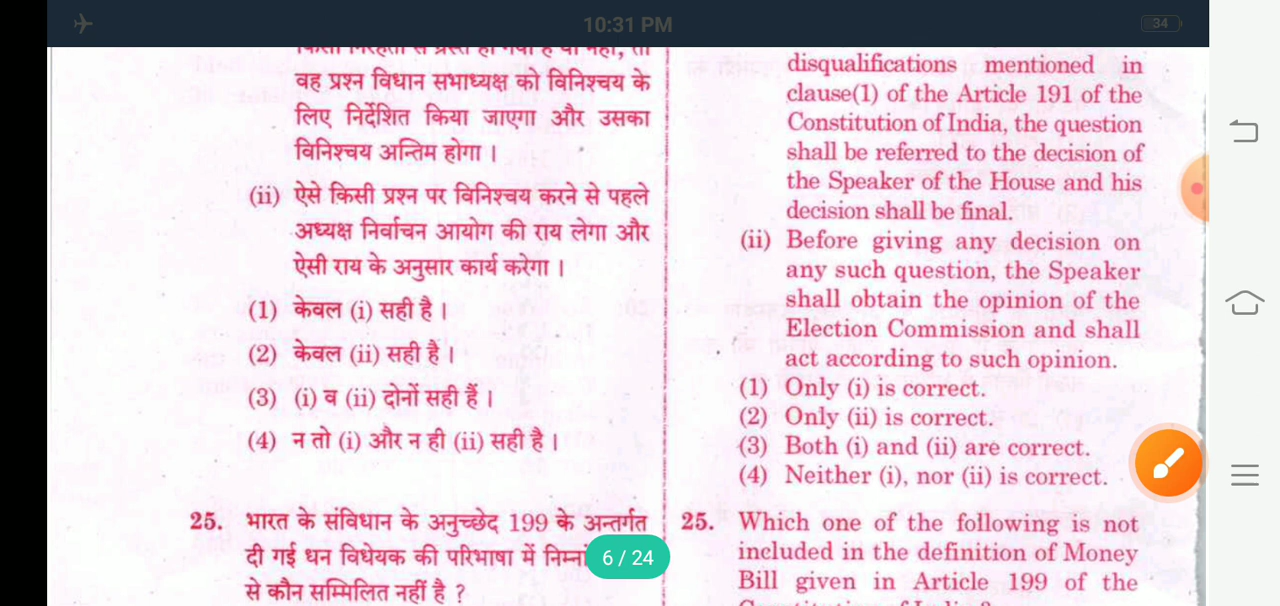 10:31 PM
34
वह प्रश्न विधान सभाध्यक्ष को विनिश्चय के
लिए निर्देशित किया जाएगा और उसका
विनिश्चय अन्तिम होगा ।
(ii) ऐसे किसी प्रश्न पर विनिश्चय करने से पहले
अध्यक्ष निर्वाचन आयोग की राय लेगा और
ऐसी राय के अनुसार कार्य करेगा ।
(1) केवल (i) सही है ।
(2) केवल (ii) सही है ।
(3) (i) व (ii) दोनों सही हैं ।
(4) न तो (i) और न ही (ii) सही है ।
25. भारत के संविधान के अनुच्छेद 199 के अन्तर्गत
दी गई धन विधेयक की परिभाषा में
से कौन सम्मिलित नहीं है ?
disqualifications mentioned in
clause(1) of the Article 191 of the
Constitution of India, the question
shall be referred to the decision of
the Speaker of the House and his
decision shall be final.
(ii) Before giving any decision on
any such question, the Speaker
shall obtain the opinion of the
Election Commission and shall
act according to such opinion.
(1) Only (i) is correct.
(2) Only (ii) is correct.
(3) Both (i) and (ii) are correct.
(4) Neither (i), nor (ii) is correct.
25. Which one of the following is not
included in the definition of Money
Bill given in Article 199 of the
6 / 24